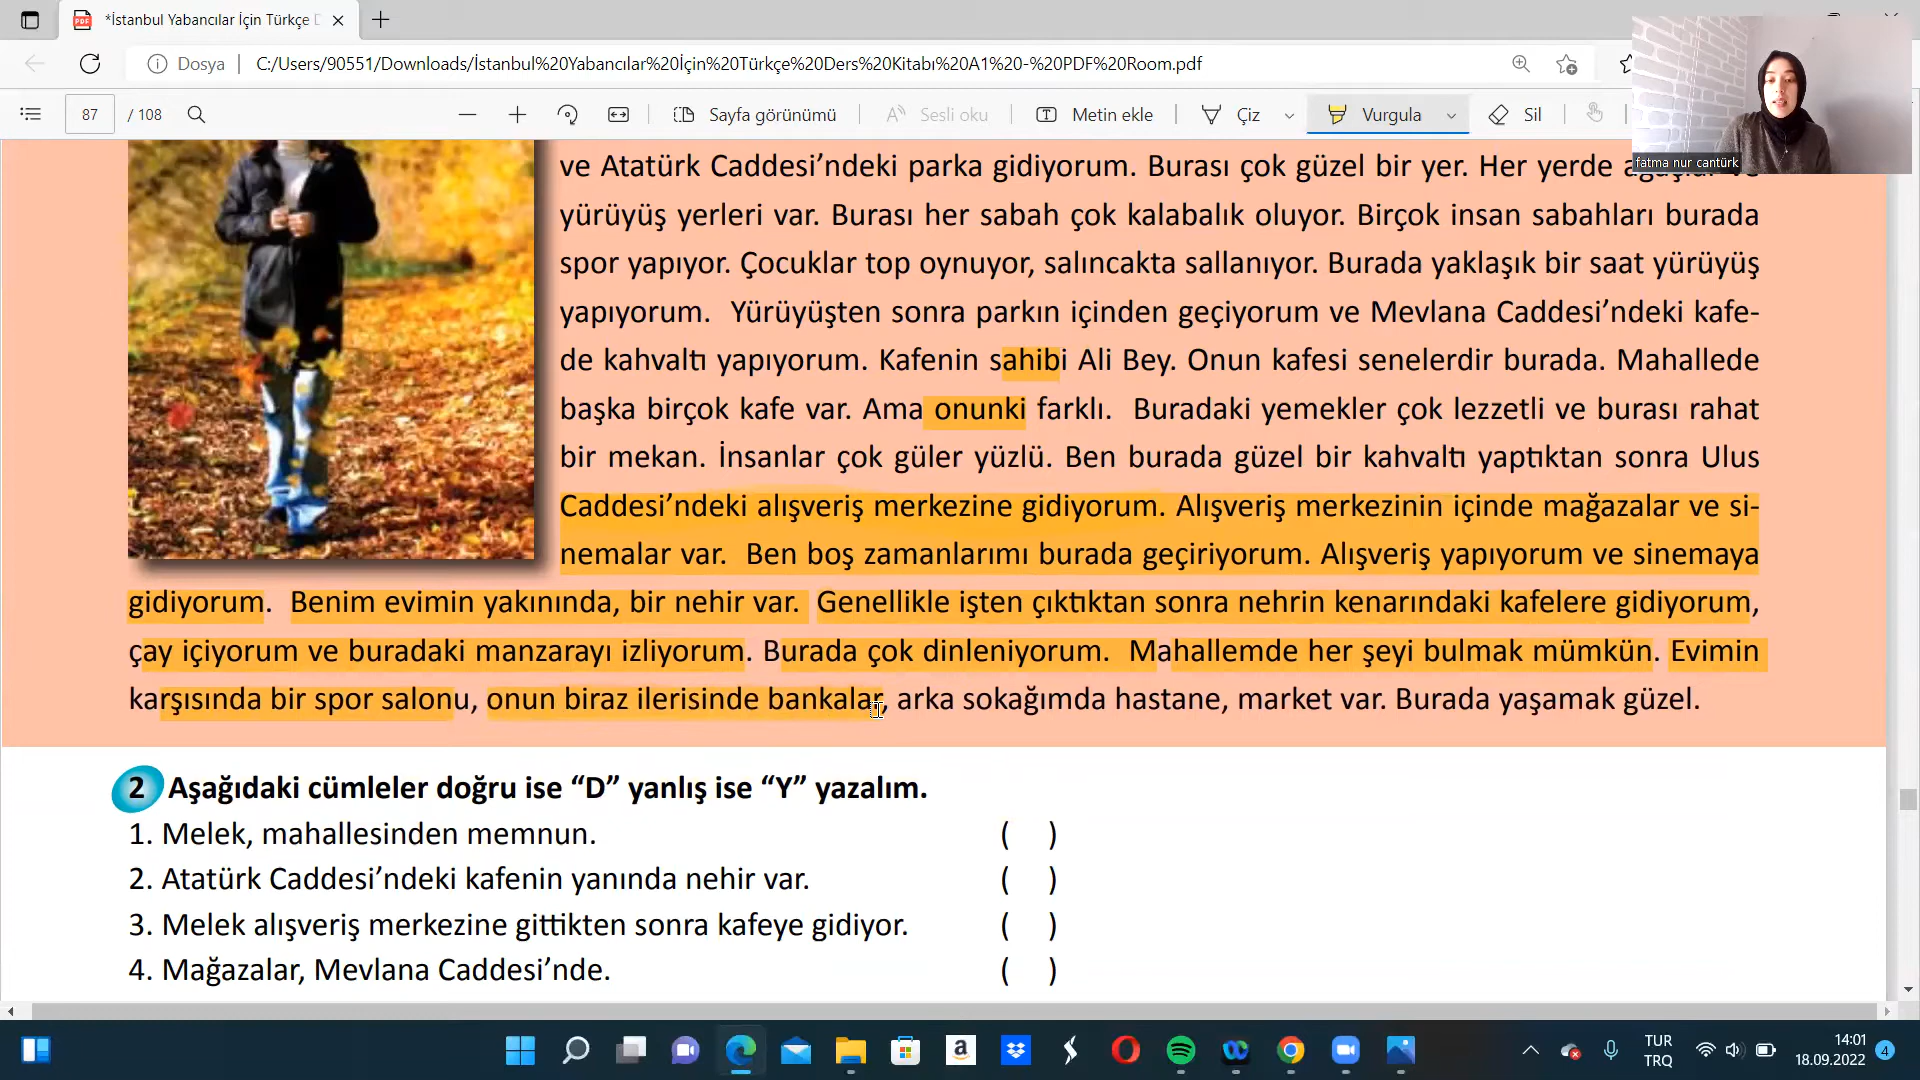 *İstanbul Yabancılar İçin Türkçe D
Dosya
C:/Users/90551/Downloads/İstanbul%20Yabancılar%20İçin%20Türkçe%20Ders%20Kitabı%20A1%20-%20PDF%20Room.pdf
87 / 108
Sayfa görünümü
Sesli oku
Metin ekle
Çiz
Vurgula
Sil
fatma nur cantürk
ve Atatürk Caddesi’ndeki parka gidiyorum. Burası çok güzel bir yer. Her yerde
yürüyüş yerleri var. Burası her sabah çok kalabalık oluyor. Birçok insan sabahları burada
spor yapıyor. Çocuklar top oynuyor, salıncakta sallanıyor. Burada yaklaşık bir saat yürüyüş
yapıyorum. Yürüyüşten sonra parkın içinden geçiyorum ve Mevlana Caddesi’ndeki kafe-
de kahvaltı yapıyorum. Kafenin sahibi Ali Bey. Onun kafesi senelerdir burada. Mahallede
başka birçok kafe var. Ama onunki farklı. Buradaki yemekler çok lezzetli ve burası rahat
bir mekan. İnsanlar çok güler yüzlü. Ben burada güzel bir kahvaltı yaptıktan sonra Ulus
Caddesi’ndeki alışveriş merkezine gidiyorum. Alışveriş merkezinin içinde mağazalar ve si-
nemalar var. Ben boş zamanlarımı burada geçiriyorum. Alışveriş yapıyorum ve sinemaya
gidiyorum. Benim evimin yakınında, bir nehir var. Genellikle işten çıktıktan sonra nehrin kenarındaki kafelere gidiyorum,
çay içiyorum ve buradaki manzarayı izliyorum. Burada çok dinleniyorum. Mahallemde her şeyi bulmak mümkün. Evimin
karşısında bir spor salonu, onun biraz ilerisinde bankalar, arka sokağımda hastane, market var. Burada yaşamak güzel.
2 Aşağıdaki cümleler doğru ise “D” yanlış ise “Y” yazalım.
1. Melek, mahallesinden memnun. ( )
2. Atatürk Caddesi’ndeki kafenin yanında nehir var. ( )
3. Melek alışveriş merkezine gittikten sonra kafeye gidiyor. ( )
4. Mağazalar, Mevlana Caddesi’nde. ( )
TUR
TRQ
14:01
18.09.2022
4